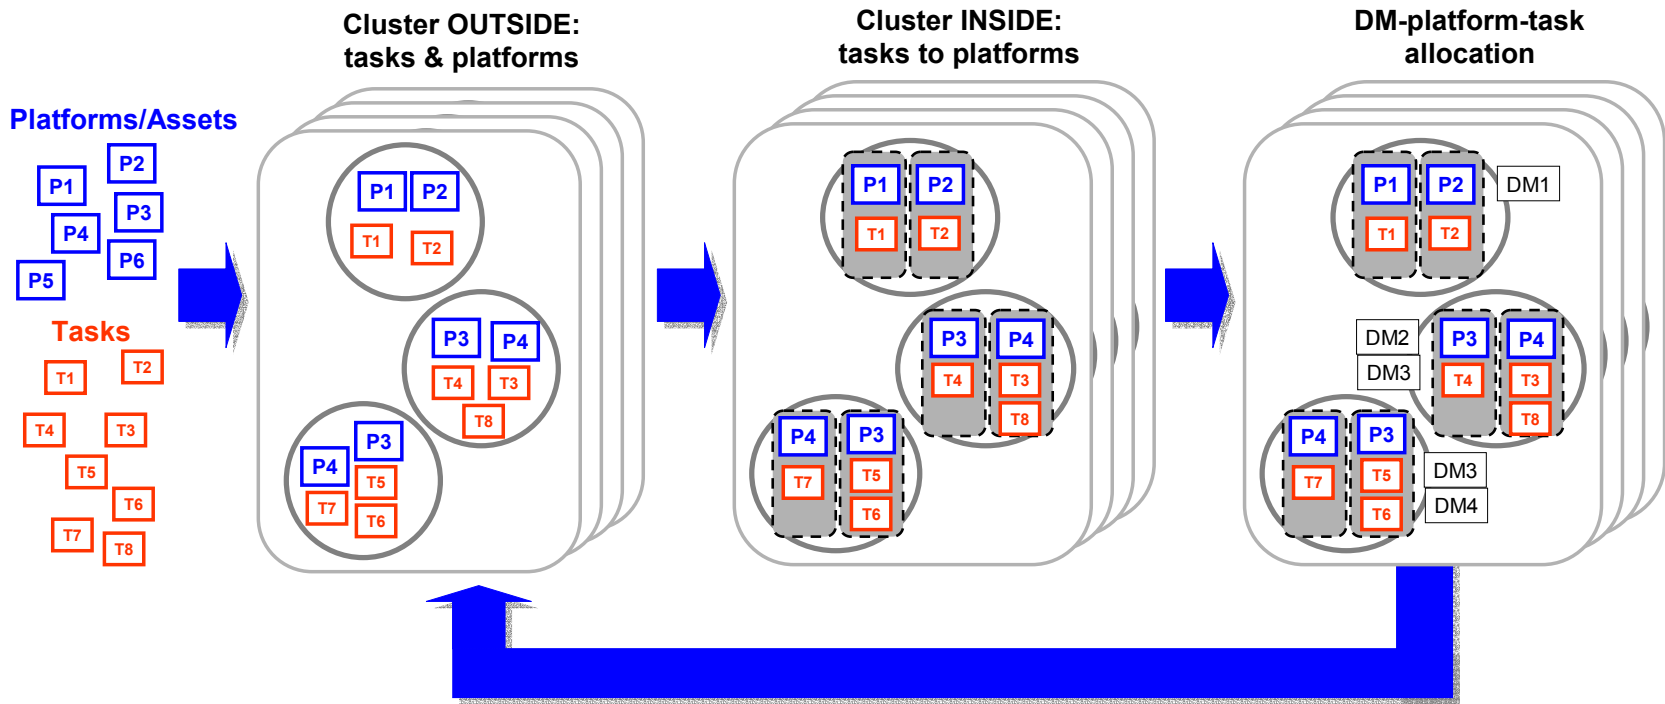 Cluster OUTSIDE:
tasks & platforms
Cluster INSIDE:
tasks to platforms
DM-platform-task
allocation
Platforms/Assets
P1
P2
P3
P4
P5
P6
Tasks
T1
T2
T4
T3
T5
T6
T7
T8
P1 P2
T1 T2
P3 P4
T4 T3
T8
P3
P4
T5
T7
T6
P1 P2
T1 T2
P3 P4
T4 T3
T8
P4 P3
T7 T5
T6
P1 P2 DM1
T1 T2
DM2 P3 P4
DM3 T4 T3
T8
P4 P3
T7 T5 DM3
T6 DM4